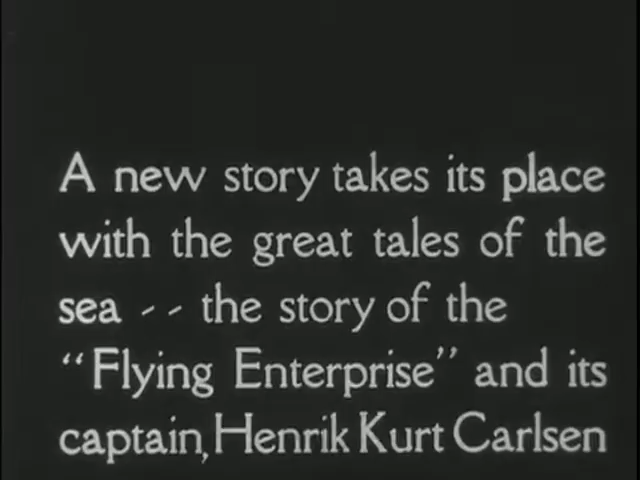 A new story takes its place
with the great tales of the
sea -- the story of the
"Flying Enterprise" and its
captain, Henrik Kurt Carlsen